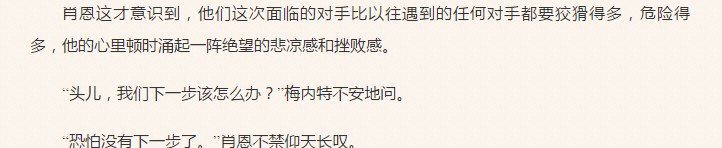 肖恩这才意识到，他们这次面临的对手比以往遇到的任何对手都要狡猾得多，危险得
多，他的心里顿时涌起一阵绝望的悲凉感和挫败感。
“头儿，我们下一步该怎么办？”梅内特不安地问。
“恐怕没有下一步了。”肖恩不禁仰天长叹。